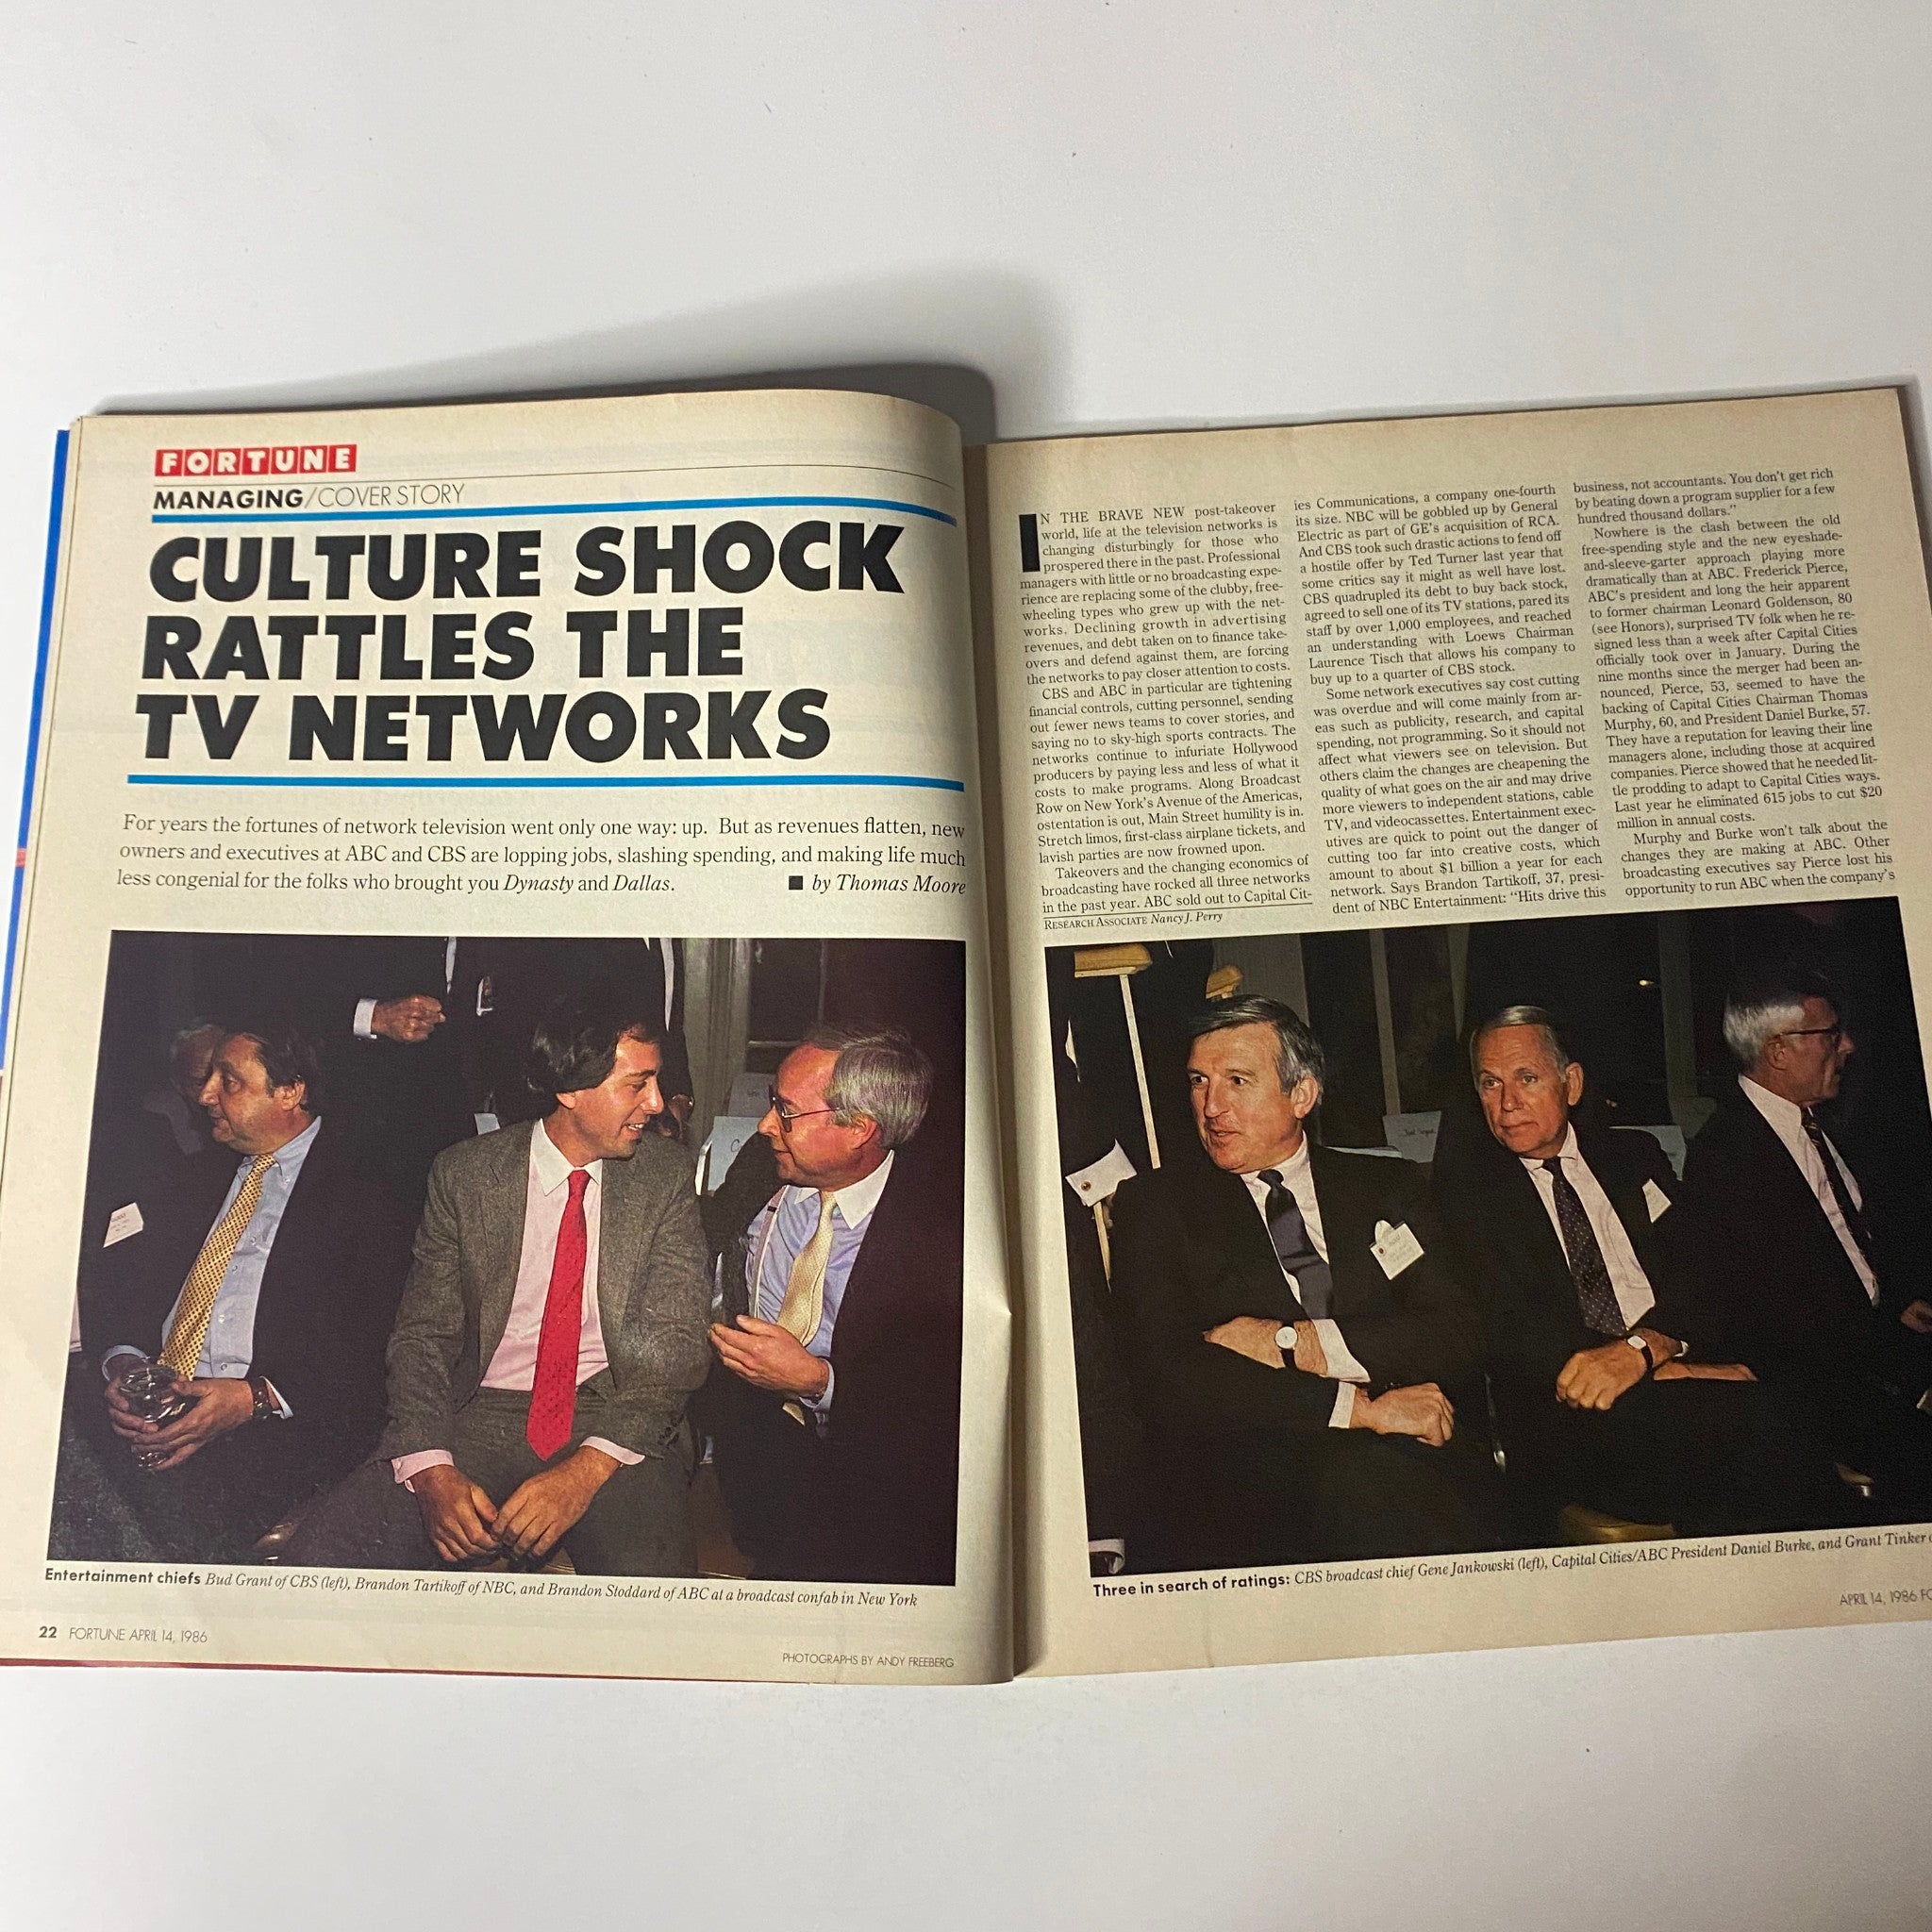 FORTUNE
MANAGING/COVER STORY
CULTURE SHOCK
RATTLES THE
TV NETWORKS
For years the fortunes of network television went only one way: up. But as revenues flatten, new
owners and executives at ABC and CBS are lopping jobs, slashing spending, and making life much
less congenial for the folks who brought you Dynasty and Dallas. ■ by Thomas Moore
Entertainment chiefs Bud Grant of CBS (left), Brandon Tartikoff of NBC, and Brandon Stoddard of ABC at a broadcast confab in New York
22 FORTUNE APRIL 14, 1986
PHOTOGRAPHS BY ANDY FREEBERG
IN THE BRAVE NEW post-takeover
world, life at the television networks is
changing disturbingly for those who
prospered there in the past. Professional
managers with little or no broadcasting expe-
rience are replacing some of the clubby, free-
wheeling types who grew up with the net-
works. Declining growth in advertising
revenues, and debt taken on to finance take-
overs and defend against them, are forcing
the networks to pay closer attention to costs.
CBS and ABC in particular are tightening
financial controls, cutting personnel, sending
out fewer news teams to cover stories, and
saying no to sky-high sports contracts. The
networks continue to infuriate Hollywood
producers by paying less and less of what it
costs to make programs. Along Broadcast
Row on New York's Avenue of the Americas,
ostentation is out, Main Street humility is in.
Stretch limos, first-class airplane tickets, and
lavish parties are now frowned upon.
Takeovers and the changing economics of
broadcasting have rocked all three networks
in the past year. ABC sold out to Capital Cit-
RESEARCH ASSOCIATE Nancy J. Perry
ies Communications, a company one-fourth
its size. NBC will be gobbled up by General
Electric as part of GE's acquisition of RCA.
And CBS took such drastic actions to fend off
a hostile offer by Ted Turner last year that
some critics say it might as well have lost.
CBS quadrupled its debt to buy back stock,
agreed to sell one of its TV stations, pared its
staff by over 1,000 employees, and reached
an understanding with Loews Chairman
Laurence Tisch that allows his company to
buy up to a quarter of CBS stock.
Some network executives say cost cutting
was overdue and will come mainly from ar-
eas such as publicity, research, and capital
spending, not programming. So it should not
affect what viewers see on television. But
others claim the changes are cheapening the
quality of what goes on the air and may drive
more viewers to independent stations, cable
TV, and videocassettes. Entertainment exec-
utives are quick to point out the danger of
cutting too far into creative costs, which
amount to about $1 billion a year for each
network. Says Brandon Tartikoff, 37, presi-
dent of NBC Entertainment: "Hits drive this
business, not accountants. You don't get rich
by beating down a program supplier for a few
hundred thousand dollars."
Nowhere is the clash between the old
free-spending style and the new eyeshade-
and-sleeve-garter approach playing more
dramatically than at ABC. Frederick Pierce,
ABC's president and long the heir apparent
to former chairman Leonard Goldenson, 80
(see Honors), surprised TV folk when he re-
signed less than a week after Capital Cities
officially took over in January. During the
nine months since the merger had been an-
nounced, Pierce, 53, seemed to have the
backing of Capital Cities Chairman Thomas
Murphy, 60, and President Daniel Burke, 57.
They have a reputation for leaving their line
managers alone, including those at acquired
companies. Pierce showed that he needed lit-
tle prodding to adapt to Capital Cities ways.
Last year he eliminated 615 jobs to cut $20
million in annual costs.
Murphy and Burke won't talk about the
changes they are making at ABC. Other
broadcasting executives say Pierce lost his
opportunity to run ABC when the company's
Three in search of ratings: CBS broadcast chief Gene Jankowski (left), Capital Cities/ABC President Daniel Burke, and Grant Tinker
APRIL 14, 1986 FO